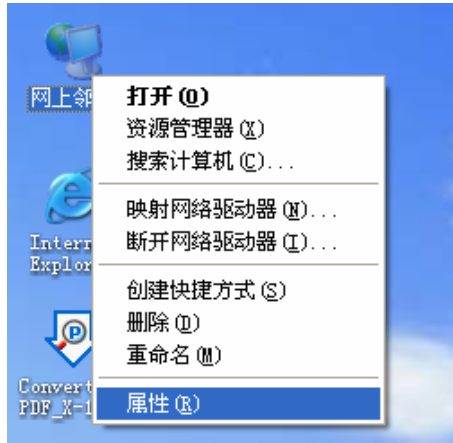 网上邻
打开(O)
资源管理器(X)
搜索计算机(C)...
映射网络驱动器(N)...
断开网络驱动器(I)...
创建快捷方式(S)
删除(D)
重命名(M)
属性(R)
Intern
Explor
Convert
PDF_X-1